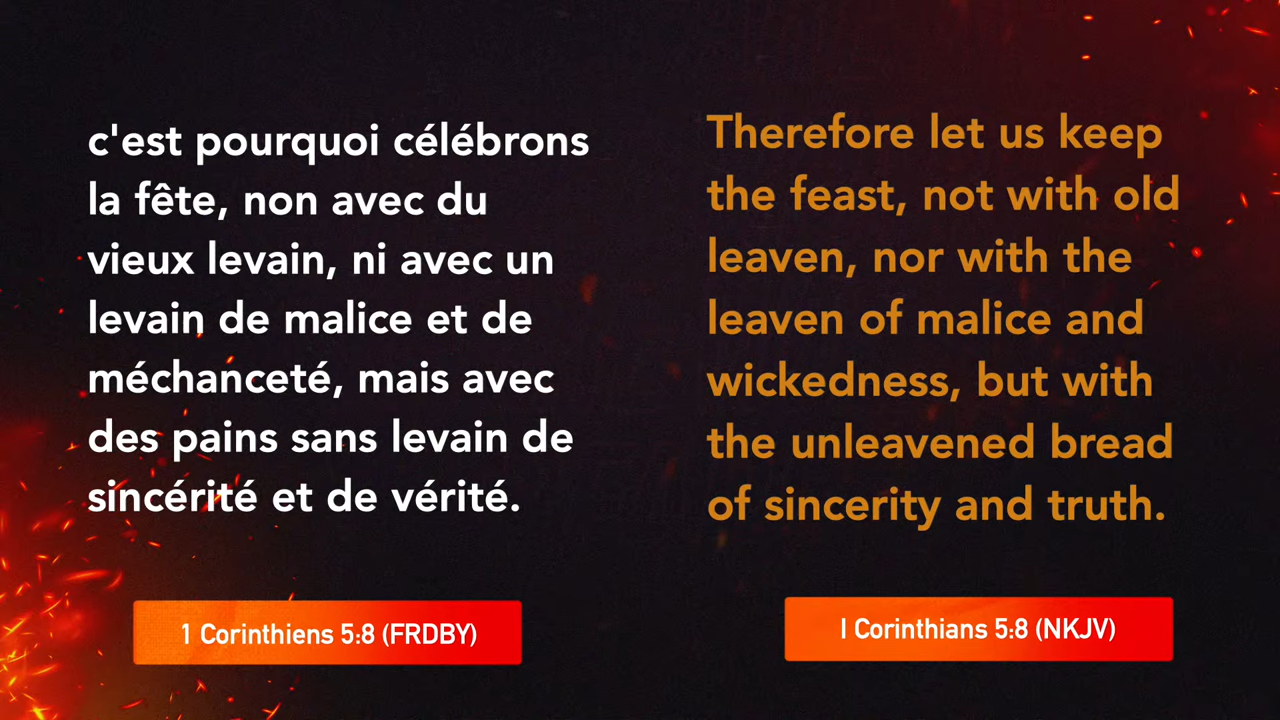 c'est pourquoi célébrons
la fête, non avec du
vieux levain, ni avec un
levain de malice et de
méchanceté, mais avec
des pains sans levain de
sincérité et de vérité.
1 Corinthiens 5:8 (FRDBY)
Therefore let us keep
the feast, not with old
leaven, nor with the
leaven of malice and
wickedness, but with
the unleavened bread
of sincerity and truth.
I Corinthians 5:8 (NKJV)